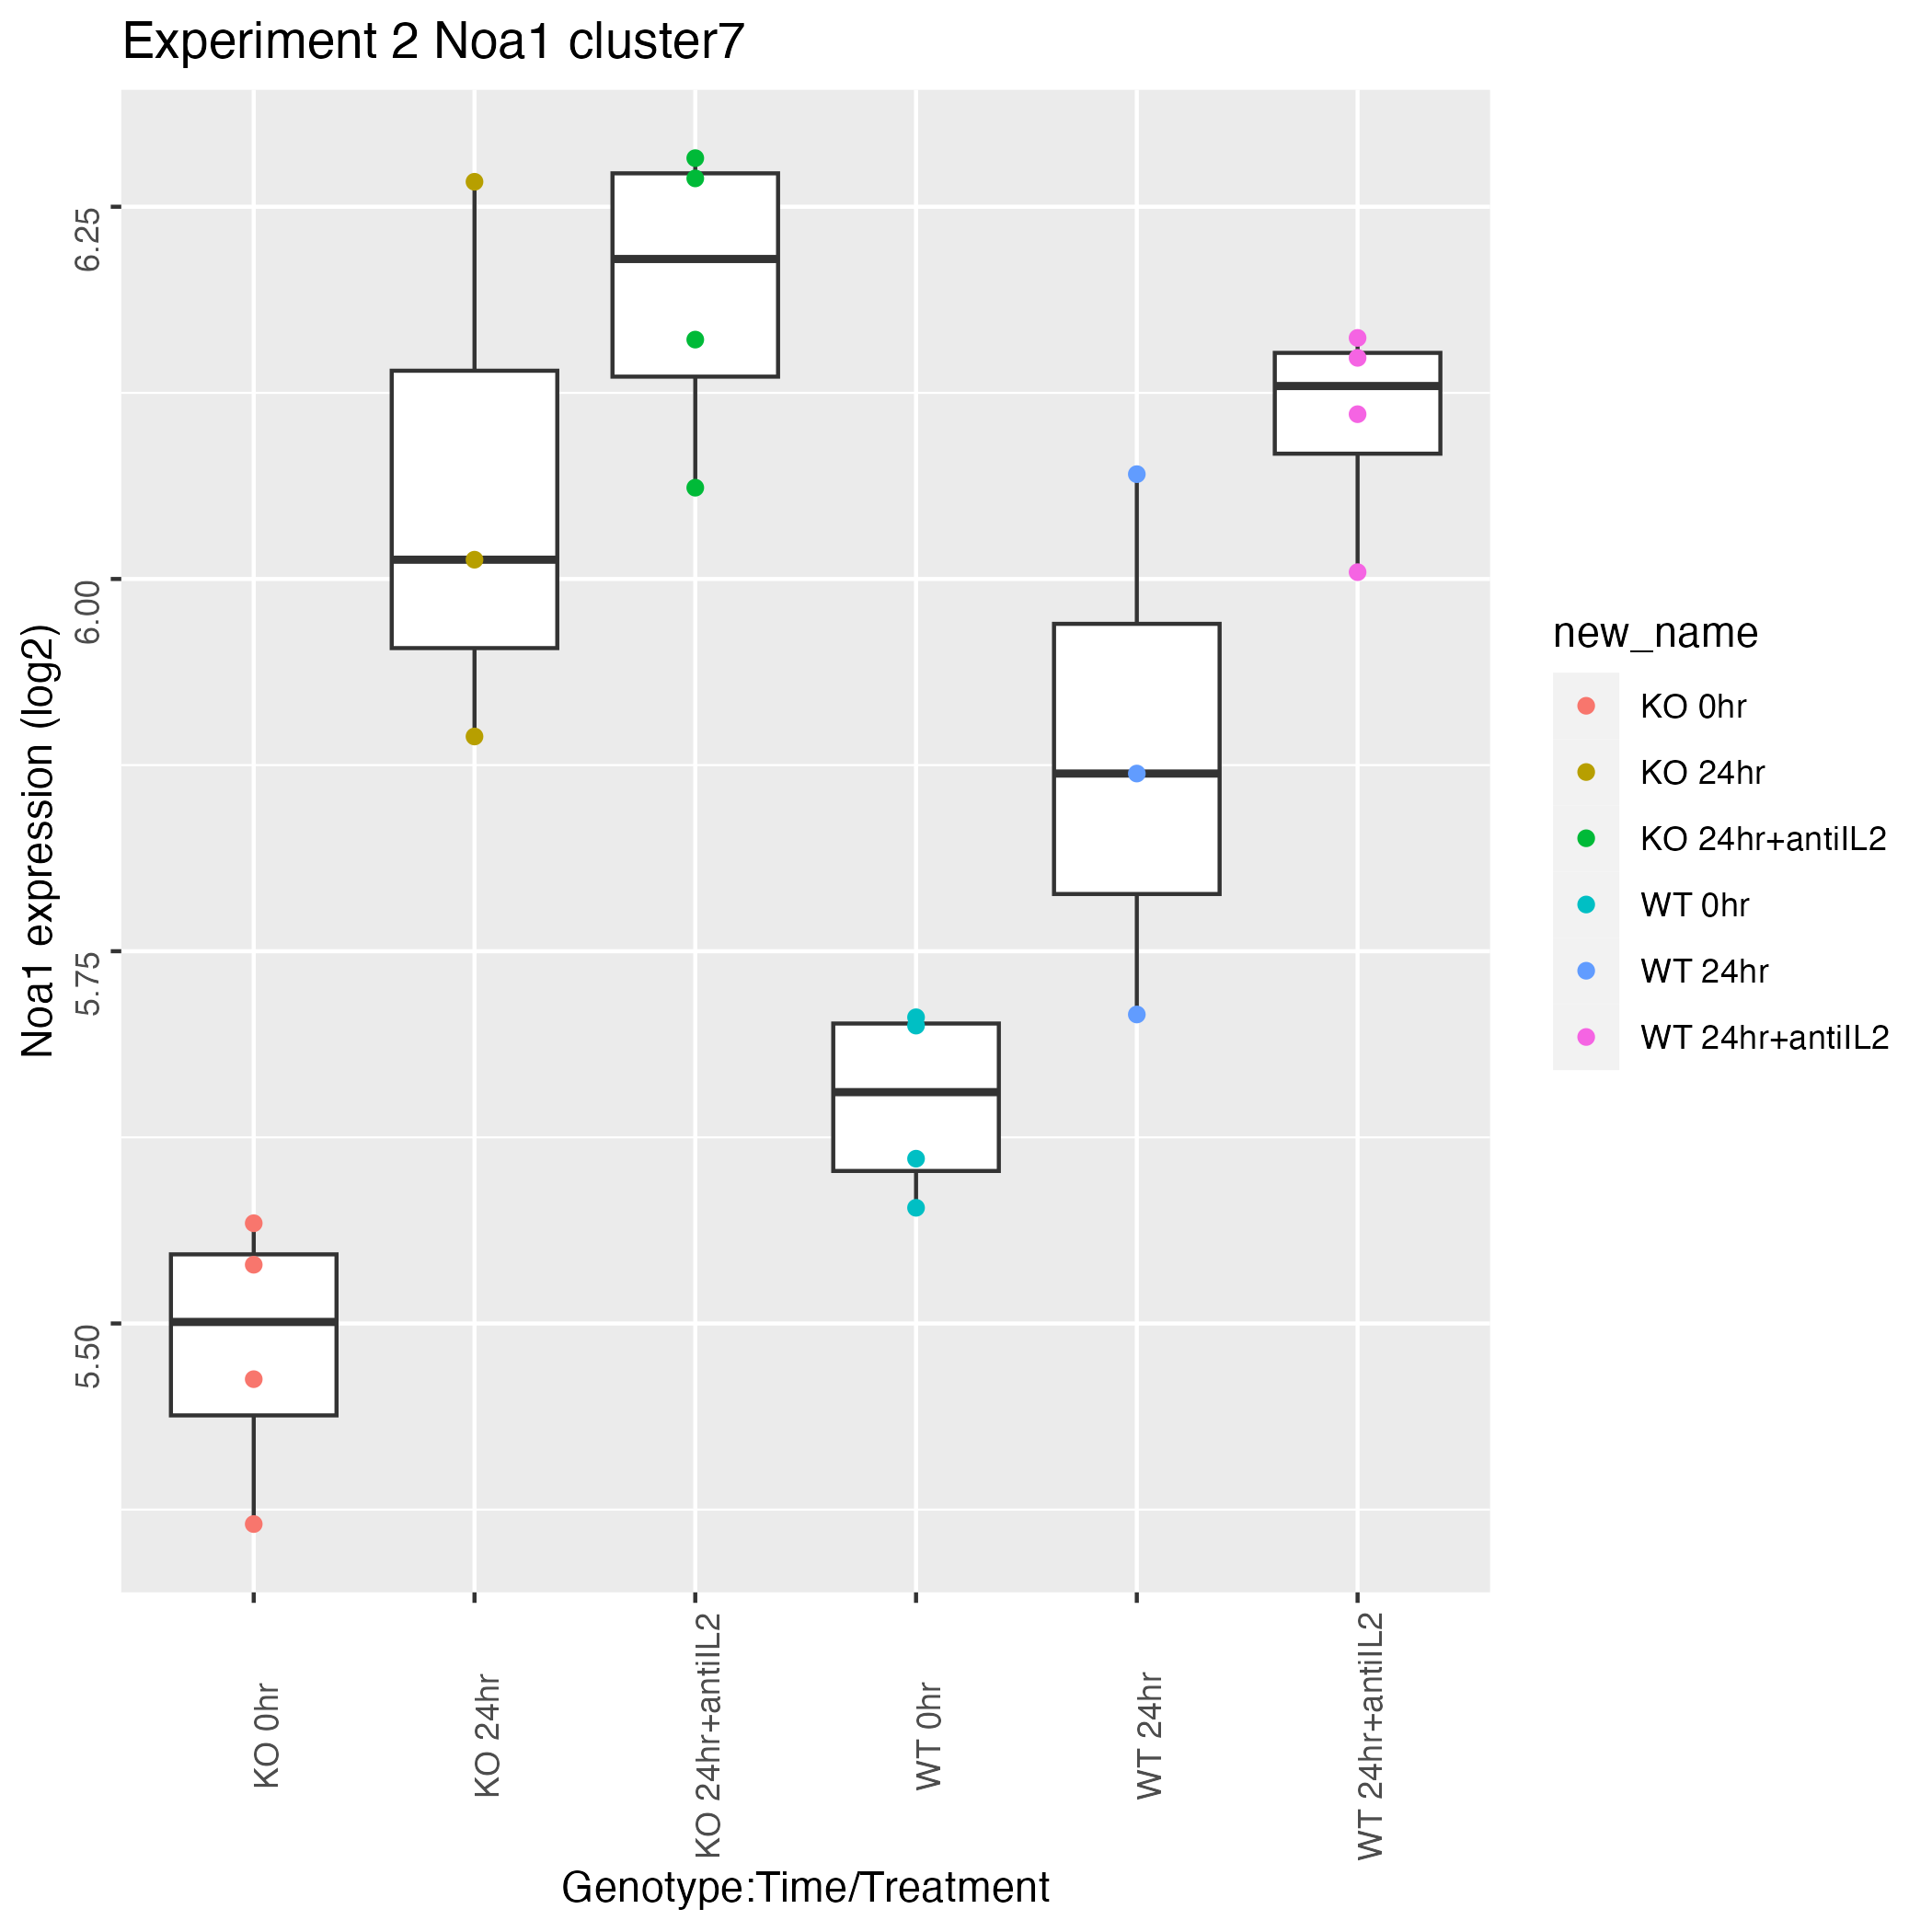 Experiment 2 Noa1 cluster7
Noa1 expression (log2)
6.25
6.00
5.75
5.50
KO 0hr
KO 24hr
KO 24hr+antiIL2
WT 0hr
WT 24hr
WT 24hr+antiIL2
Genotype:Time/Treatment
new_name
KO 0hr
KO 24hr
KO 24hr+antiIL2
WT 0hr
WT 24hr
WT 24hr+antiIL2